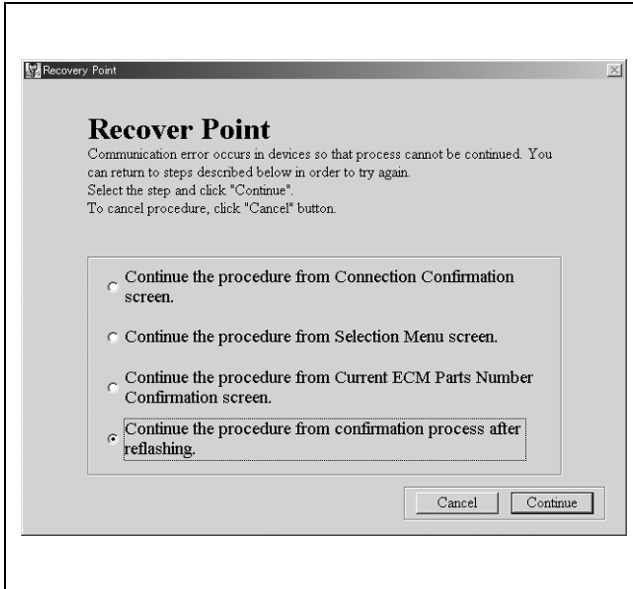 Recovery Point
Recover Point
Communication error occurs in devices so that process cannot be continued. You
can return to steps described below in order to try again.
Select the step and click "Continue".
To cancel procedure, click "Cancel" button.
Continue the procedure from Connection Confirmation
screen.
Continue the procedure from Selection Menu screen.
Continue the procedure from Current ECM Parts Number
Confirmation screen.
Continue the procedure from confirmation process after
reflashing.
Cancel
Continue